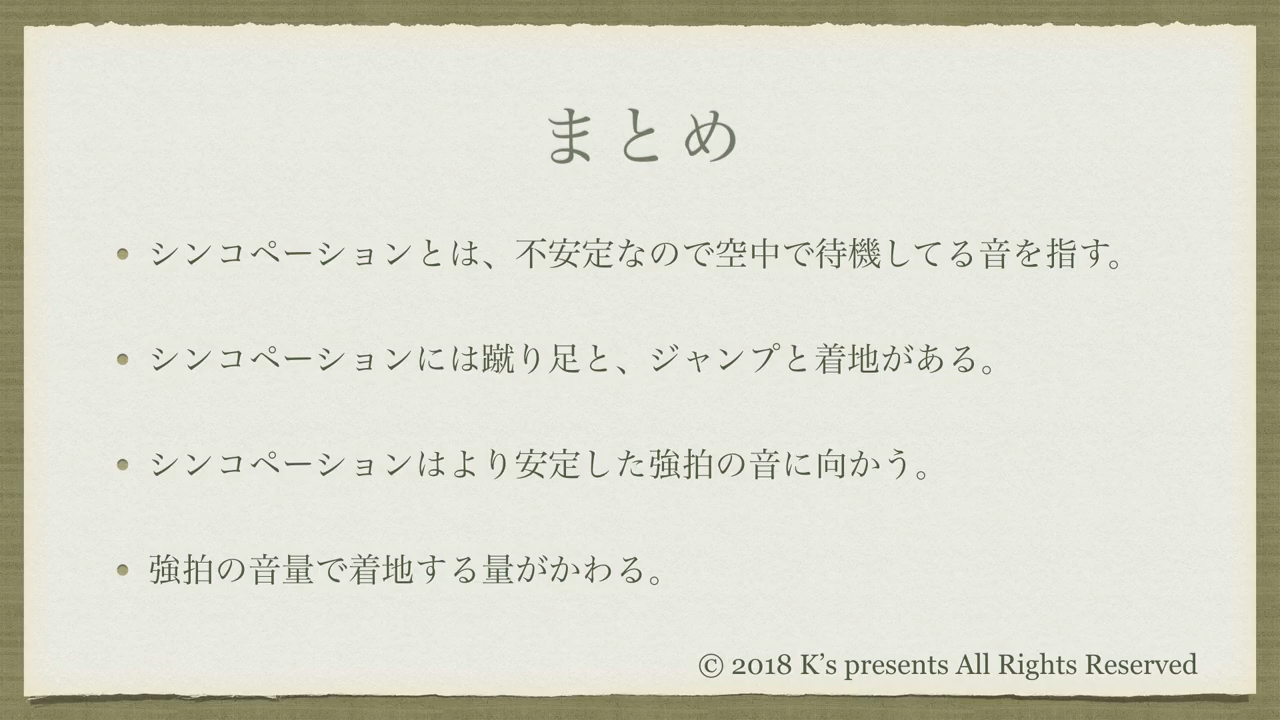 まとめ
• シンコペーションとは、不安定なので空中で待機してる音を指す。
• シンコペーションには蹴り足と、ジャンプと着地がある。
• シンコペーションはより安定した強拍の音に向かう。
• 強拍の音量で着地する量がかわる。
© 2018 K’s presents All Rights Reserved